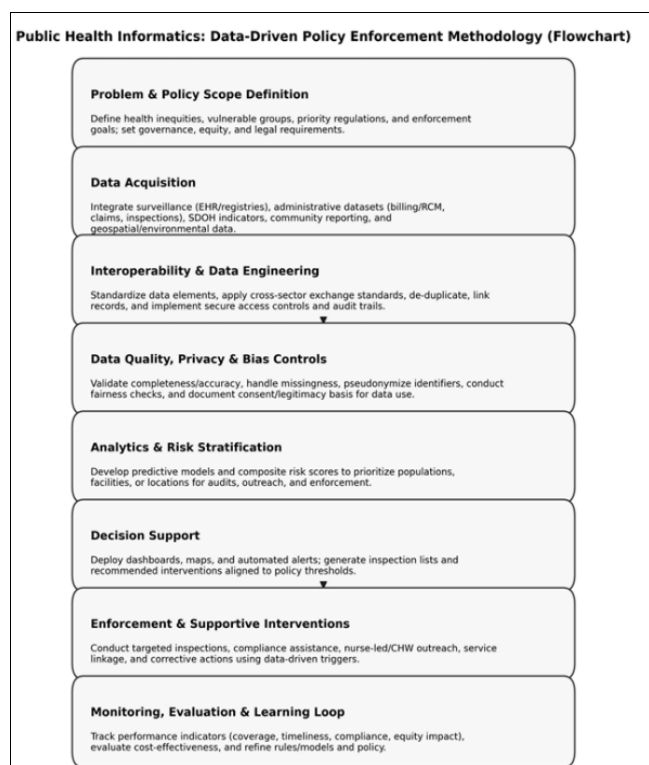 Public Health Informatics: Data-Driven Policy Enforcement Methodology (Flowchart)
Problem & Policy Scope Definition
Define health inequities, vulnerable groups, priority regulations, and enforcement
goals; set governance, equity, and legal requirements.
Data Acquisition
Integrate surveillance (EHR/registries), administrative datasets (billing/RCM,
claims, inspections), SDOH indicators, community reporting, and
geospatial/environmental data.
Interoperability & Data Engineering
Standardize data elements, apply cross-sector exchange standards, de-duplicate, link
records, and implement secure access controls and audit trails.
Data Quality, Privacy & Bias Controls
Validate completeness/accuracy, handle missingness, pseudonymize identifiers, conduct
fairness checks, and document consent/legitimacy basis for data use.
Analytics & Risk Stratification
Develop predictive models and composite risk scores to prioritize populations,
facilities, or locations for audits, outreach, and enforcement.
Decision Support
Deploy dashboards, maps, and automated alerts; generate inspection lists and
recommended interventions aligned to policy thresholds.
Enforcement & Supportive Interventions
Conduct targeted inspections, compliance assistance, nurse-led/CHW outreach, service
linkage, and corrective actions using data-driven triggers.
Monitoring, Evaluation & Learning Loop
Track performance indicators (coverage, timeliness, compliance, equity impact),
evaluate cost-effectiveness, and refine rules/models and policy.